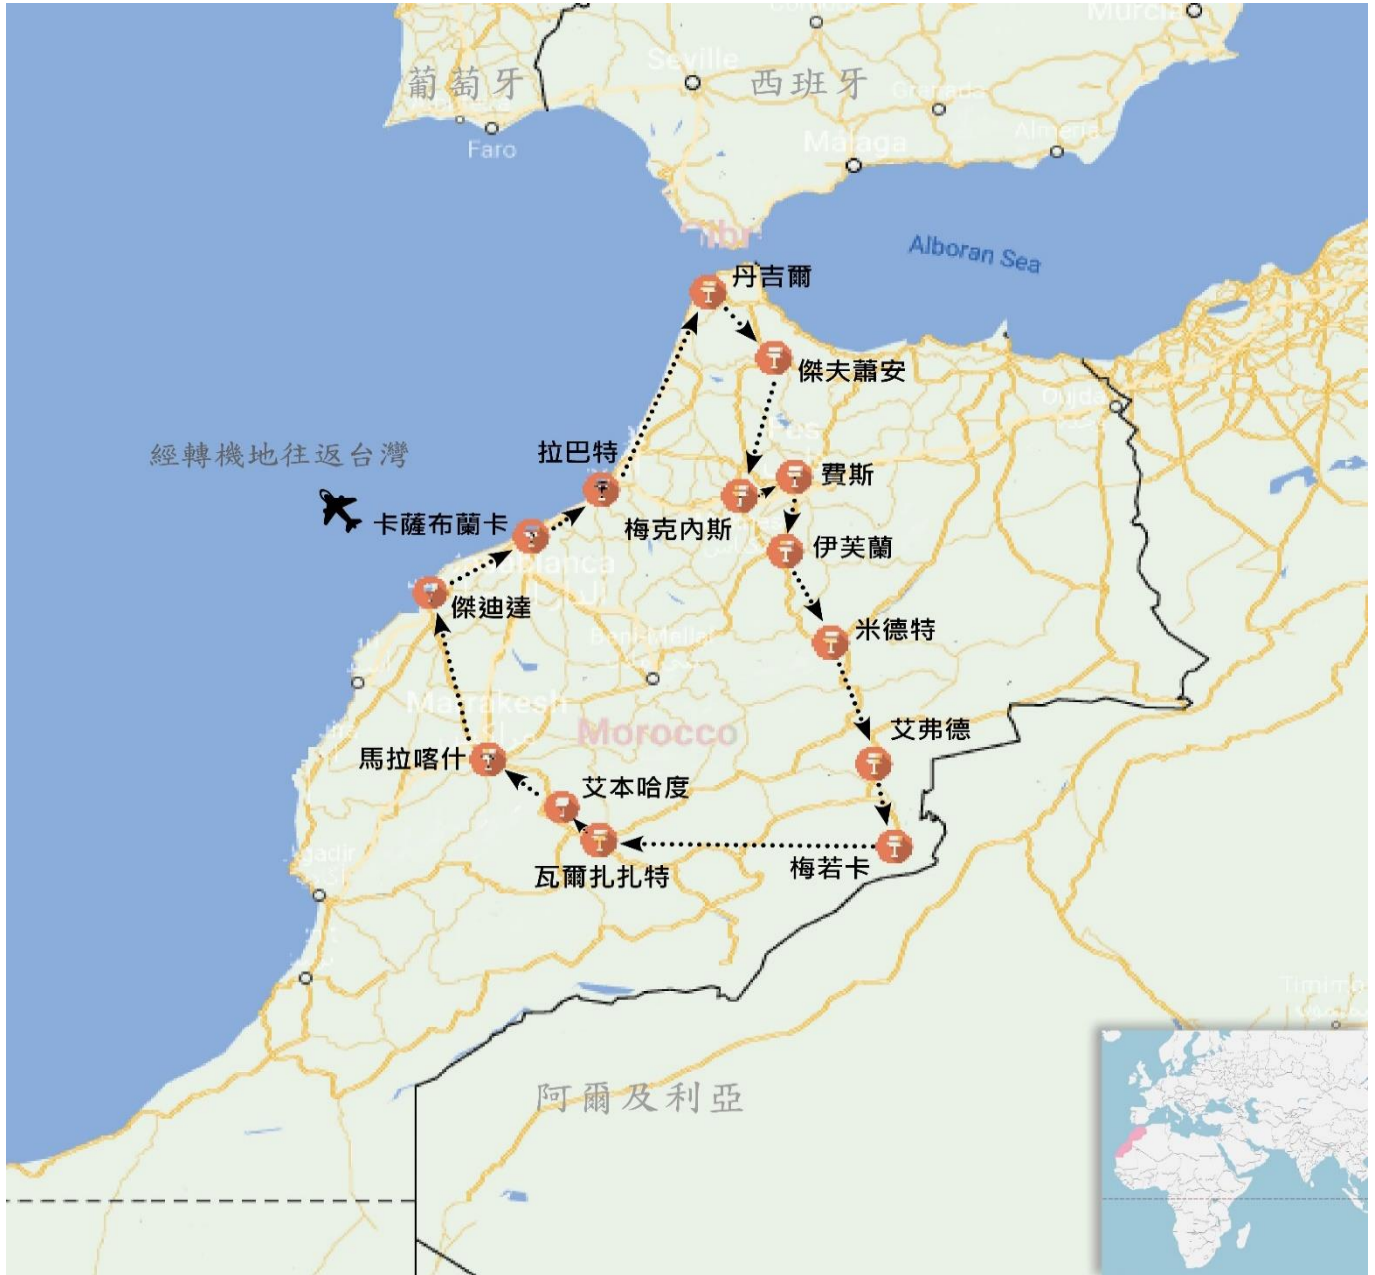 Murcia
Seville
葡萄牙
西班牙
Granada
Faro
Málaga
Almería
Alboran Sea
丹吉爾
傑夫蕭安
Oujda
Fes
經轉機地往返台灣
拉巴特
費斯
卡薩布蘭卡
梅克內斯
伊芙蘭
傑迪達
米德特
Beni-Mellal
Marrakesh
Morocco
艾弗德
馬拉喀什
艾本哈度
梅若卡
瓦爾扎扎特
阿爾及利亞